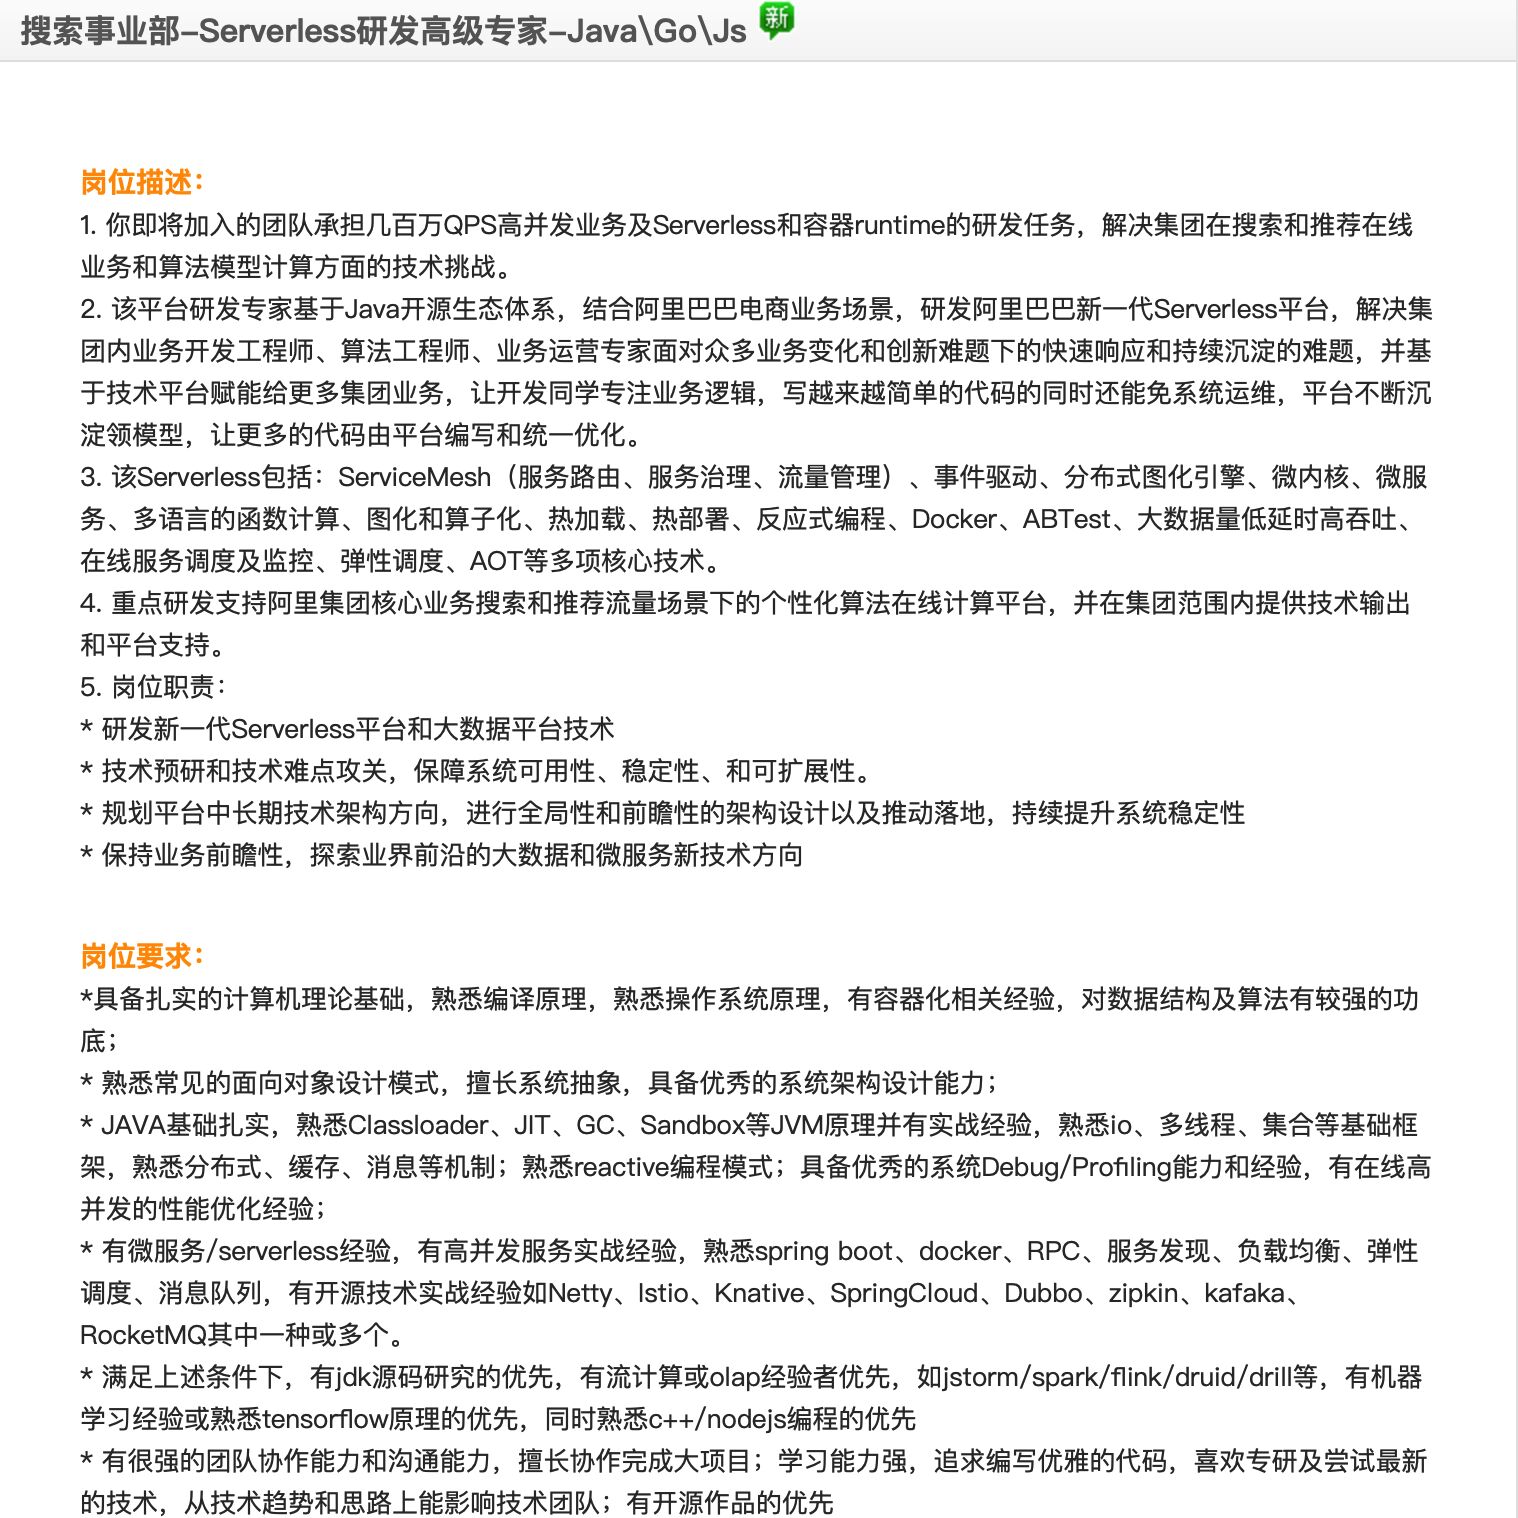 搜索事业部–Serverless研发高级专家–Java\Go\Js 新
岗位描述：
1. 你即将加入的团队承担几百万QPS高并发业务及Serverless和容器runtime的研发任务，解决集团在搜索和推荐在线
业务和算法模型计算方面的技术挑战。
2. 该平台研发专家基于Java开源生态体系，结合阿里巴巴电商业务场景，研发阿里巴巴新一代Serverless平台，解决集
团内业务开发工程师、算法工程师、业务运营专家面对众多业务变化和创新难题下的快速响应和持续沉淀的难题，并基
于技术平台赋能给更多集团业务，让开发同学专注业务逻辑，写越来越简单的代码的同时还能免系统运维，平台不断沉
淀领模型，让更多的代码由平台编写和统一优化。
3. 该Serverless包括：ServiceMesh（服务路由、服务治理、流量管理）、事件驱动、分布式图化引擎、微内核、微服
务、多语言的函数计算、图化和算子化、热加载、热部署、反应式编程、Docker、ABTest、大数据量低延时高吞吐、
在线服务调度及监控、弹性调度、AOT等多项核心技术。
4. 重点研发支持阿里集团核心业务搜索和推荐流量场景下的个性化算法在线计算平台，并在集团范围内提供技术输出
和平台支持。
5. 岗位职责：
* 研发新一代Serverless平台和大数据平台技术
* 技术预研和技术难点攻关，保障系统可用性、稳定性、和可扩展性。
* 规划平台中长期技术架构方向，进行全局性和前瞻性的架构设计以及推动落地，持续提升系统稳定性
* 保持业务前瞻性，探索业界前沿的大数据和微服务新技术方向
岗位要求：
*具备扎实的计算机理论基础，熟悉编译原理，熟悉操作系统原理，有容器化相关经验，对数据结构及算法有较强的功
底；
* 熟悉常见的面向对象设计模式，擅长系统抽象，具备优秀的系统架构设计能力；
* JAVA基础扎实，熟悉Classloader、JIT、GC、Sandbox等JVM原理并有实战经验，熟悉io、多线程、集合等基础框
架，熟悉分布式、缓存、消息等机制；熟悉reactive编程模式；具备优秀的系统Debug/Profiling能力和经验，有在线高
并发的性能优化经验；
* 有微服务/serverless经验，有高并发服务实战经验，熟悉spring boot、docker、RPC、服务发现、负载均衡、弹性
调度、消息队列，有开源技术实战经验如Netty、Istio、Knative、SpringCloud、Dubbo、zipkin、kafaka、
RocketMQ其中一种或多个。
* 满足上述条件下，有jdk源码研究的优先，有流计算或olap经验者优先，如jstorm/spark/flink/druid/drill等，有机器
学习经验或熟悉tensorflow原理的优先，同时熟悉c++/nodejs编程的优先
* 有很强的团队协作能力和沟通能力，擅长协作完成大项目；学习能力强，追求编写优雅的代码，喜欢专研及尝试最新
的技术，从技术趋势和思路上能影响技术团队；有开源作品的优先